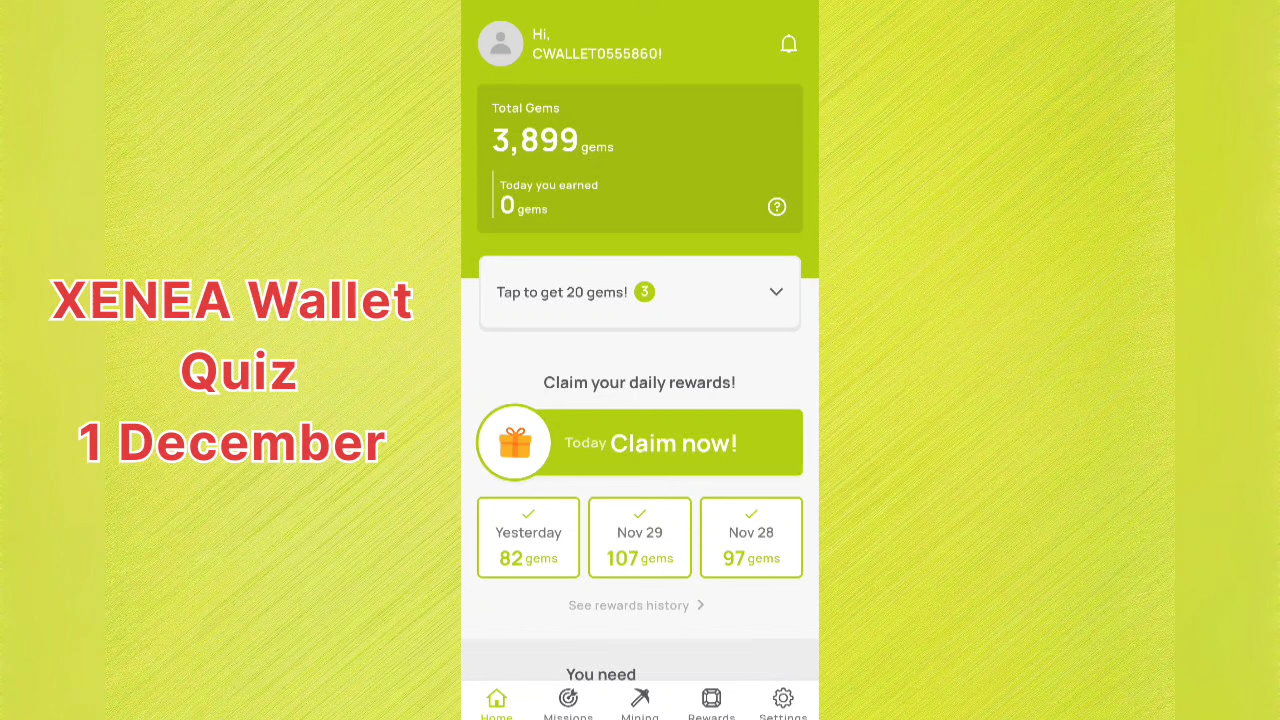 XENEA Wallet
Quiz
1 December
Hi,
CWALLET0555860!
Total Gems
3,899 gems
Today you earned
0 gems
Tap to get 20 gems! 3
Claim your daily rewards!
Today Claim now!
Yesterday
82 gems
Nov 29
107 gems
Nov 28
97 gems
See rewards history
You need
Home Missions Mining Rewards Settings